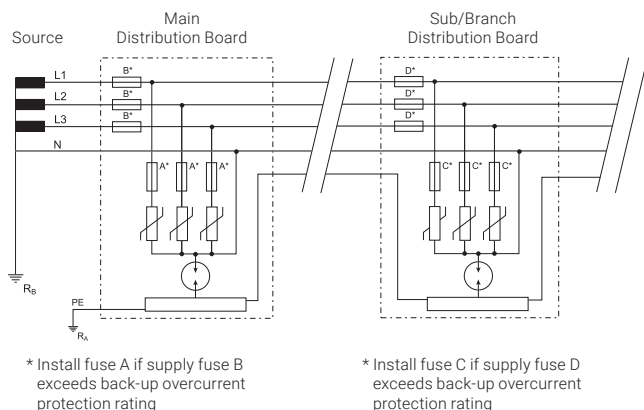 Source
Main
Distribution Board
Sub/Branch
Distribution Board
L1
B*
D*
L2
B*
D*
L3
B*
D*
N
A* A* A*
C* C* C*
RB
PE
RA
* Install fuse A if supply fuse B
exceeds back-up overcurrent
protection rating
* Install fuse C if supply fuse D
exceeds back-up overcurrent
protection rating